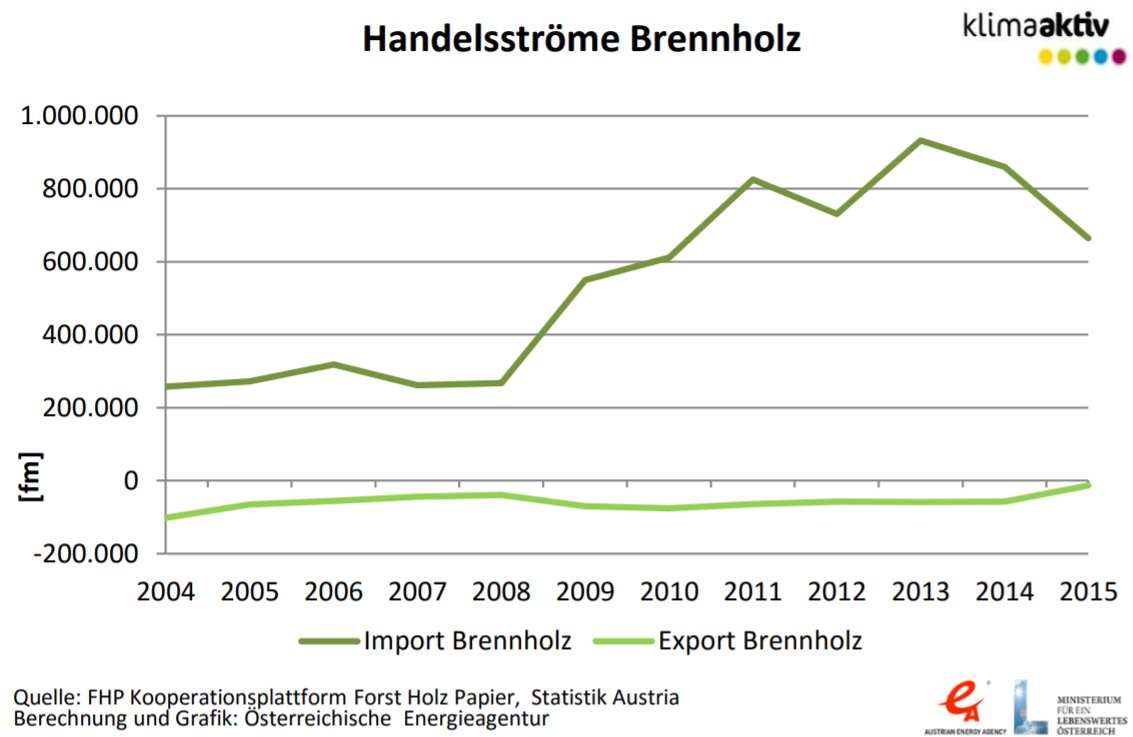 Handelsströme Brennholz
klimaaktiv
1.000.000
800.000
600.000
400.000
200.000
0
-200.000
[fm]
2004 2005 2006 2007 2008 2009 2010 2011 2012 2013 2014 2015
Import Brennholz Export Brennholz
Quelle: FHP Kooperationsplattform Forst Holz Papier, Statistik Austria
Berechnung und Grafik: Österreichische Energieagentur
eA
AUSTRIAN ENERGY AGENCY
MINISTERIUM
FÜR EIN
LEBENSWERTES
ÖSTERREICH